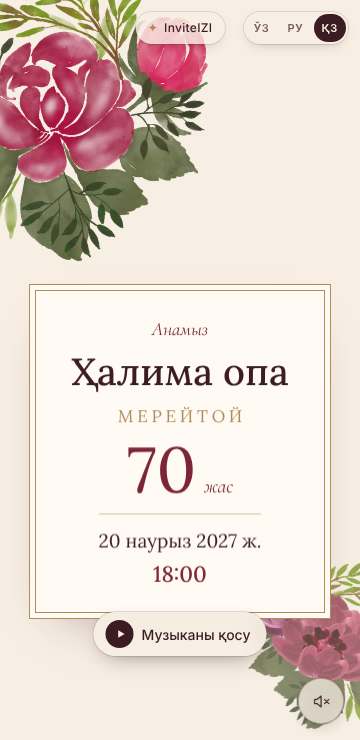 InviteIZI
ЎЗ РУ ҚЗ
Анамыз
Ҳалима опа
МЕРЕЙТОЙ
70 жас
20 наурыз 2027 ж.
18:00
Музыканы қосу